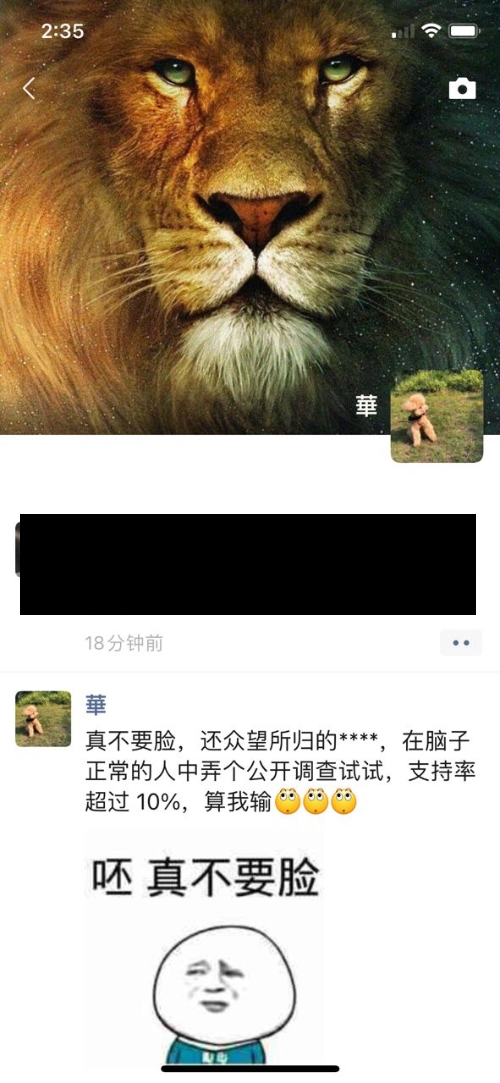 2:35
華
18分钟前
華
真不要脸，还众望所归的****，在脑子
正常的人中弄个公开调查试试，支持率
超过 10%，算我输
呸 真不要脸